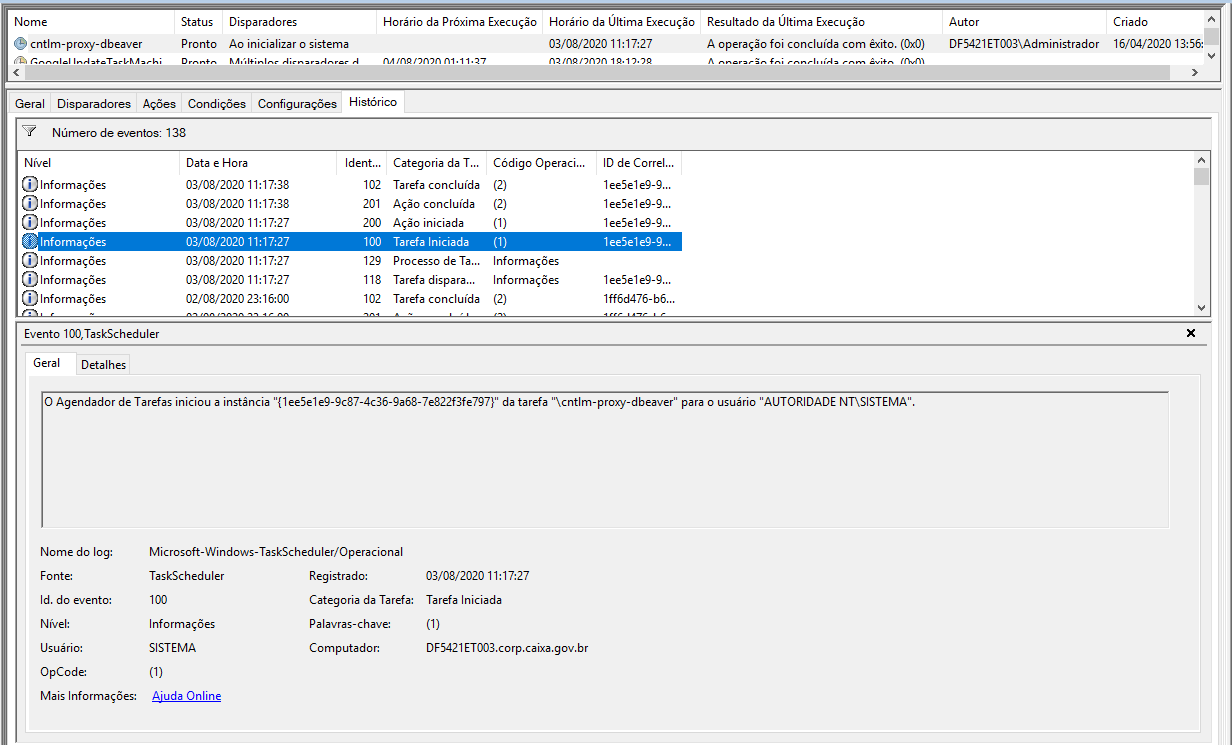 Nome Status Disparadores Horário da Próxima Execução Horário da Última Execução Resultado da Última Execução Autor Criado
cntlm-proxy-dbeaver Pronto Ao inicializar o sistema 03/08/2020 11:17:27 A operação foi concluída com êxito. (0x0) DF5421ET003\Administrador 16/04/2020 13:56:
GoogleUpdateTaskMachi Pronto Múltiplos disparadores d 04/08/2020 01:11:37 03/08/2020 18:12:28 A operação foi concluída com êxito. (0x0)
Geral Disparadores Ações Condições Configurações Histórico
Número de eventos: 138
Nível Data e Hora Ident... Categoria da T... Código Operaci... ID de Correl...
Informações 03/08/2020 11:17:38 102 Tarefa concluída (2) 1ee5e1e9-9...
Informações 03/08/2020 11:17:38 201 Ação concluída (2) 1ee5e1e9-9...
Informações 03/08/2020 11:17:27 200 Ação iniciada (1) 1ee5e1e9-9...
Informações 03/08/2020 11:17:27 100 Tarefa Iniciada (1) 1ee5e1e9-9...
Informações 03/08/2020 11:17:27 129 Processo de Ta... Informações
Informações 03/08/2020 11:17:27 118 Tarefa dispara... Informações 1ee5e1e9-9...
Informações 02/08/2020 23:16:00 102 Tarefa concluída (2) 1ff6d476-b6...
Evento 100,TaskScheduler
Geral Detalhes
O Agendador de Tarefas iniciou a instância "{1ee5e1e9-9c87-4c36-9a68-7e822f3fe797}" da tarefa "\cntlm-proxy-dbeaver" para o usuário "AUTORIDADE NT\SISTEMA".
Nome do log: Microsoft-Windows-TaskScheduler/Operacional
Fonte: TaskScheduler Registrado: 03/08/2020 11:17:27
Id. do evento: 100 Categoria da Tarefa: Tarefa Iniciada
Nível: Informações Palavras-chave: (1)
Usuário: SISTEMA Computador: DF5421ET003.corp.caixa.gov.br
OpCode: (1)
Mais Informações: Ajuda Online